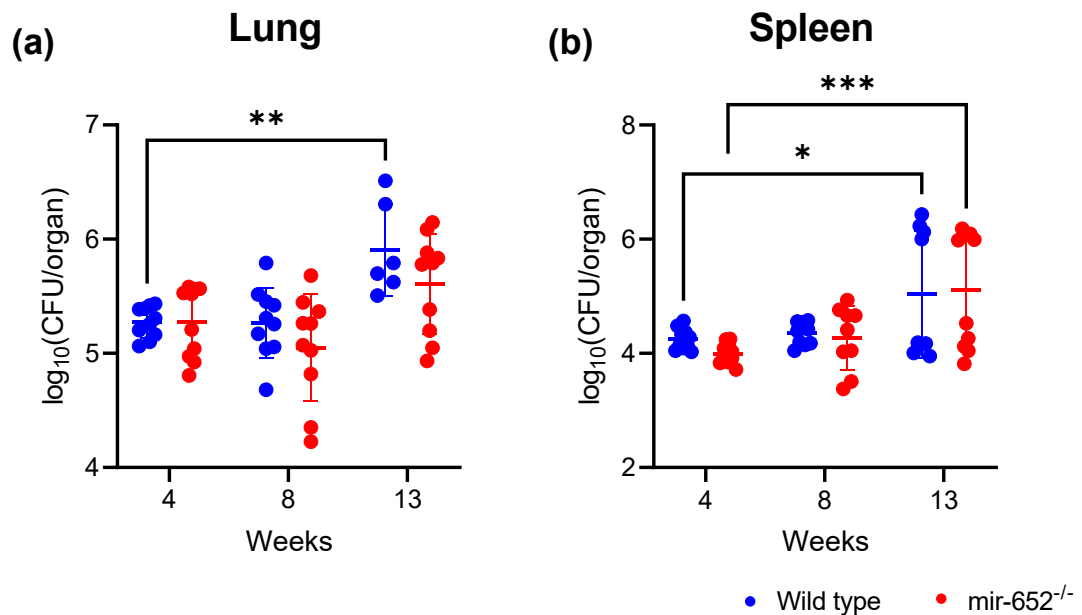 (a) Lung
**
7
6
5
4
log₁₀(CFU/organ)
4 8 13
Weeks
(b) Spleen
***
*
8
6
4
2
log₁₀(CFU/organ)
4 8 13
Weeks
Wild type mir-652⁻/⁻